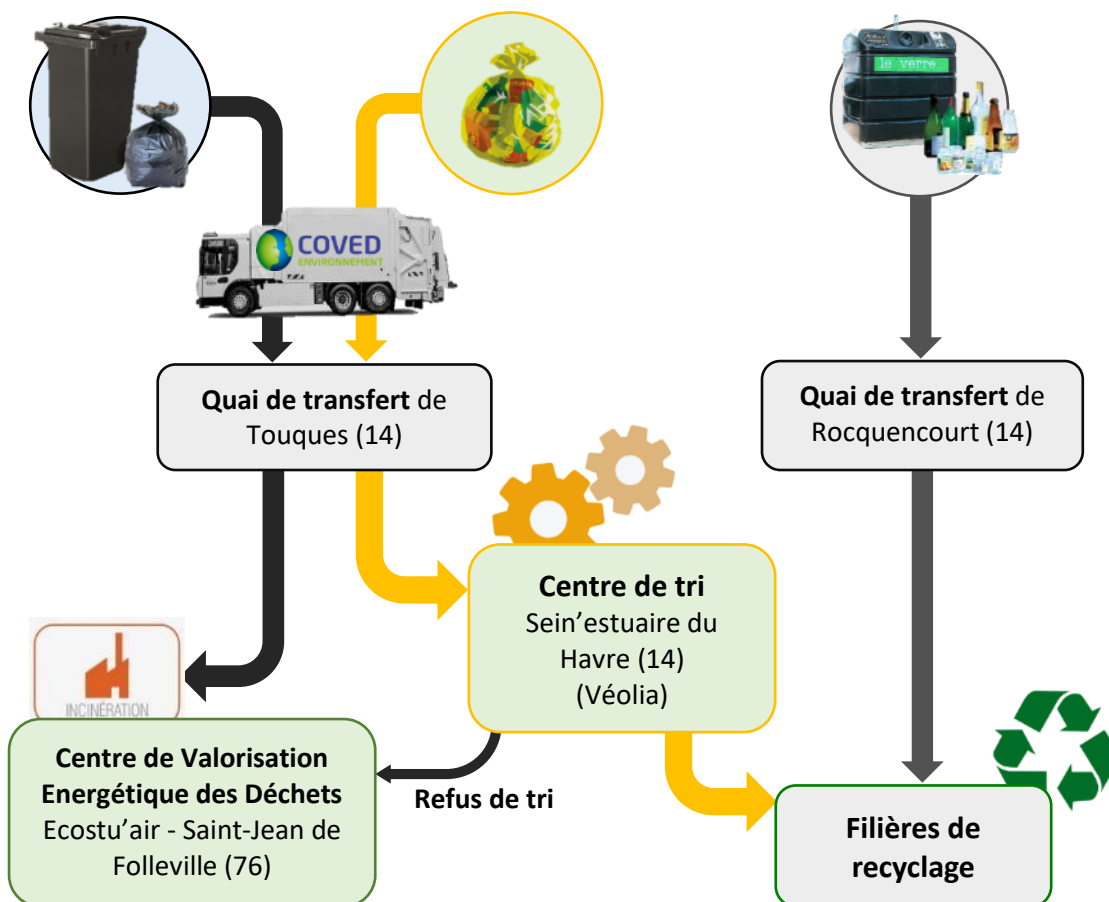 le verre
COVED
ENVIRONNEMENT
Quai de transfert de
Touques (14)
Quai de transfert de
Rocquencourt (14)
Centre de tri
Sein'estuaire du
Havre (14)
(Véolia)
INCINÉRATION
Centre de Valorisation
Energétique des Déchets
Ecostu'air - Saint-Jean de
Folleville (76)
Refus de tri
Filières de
recyclage